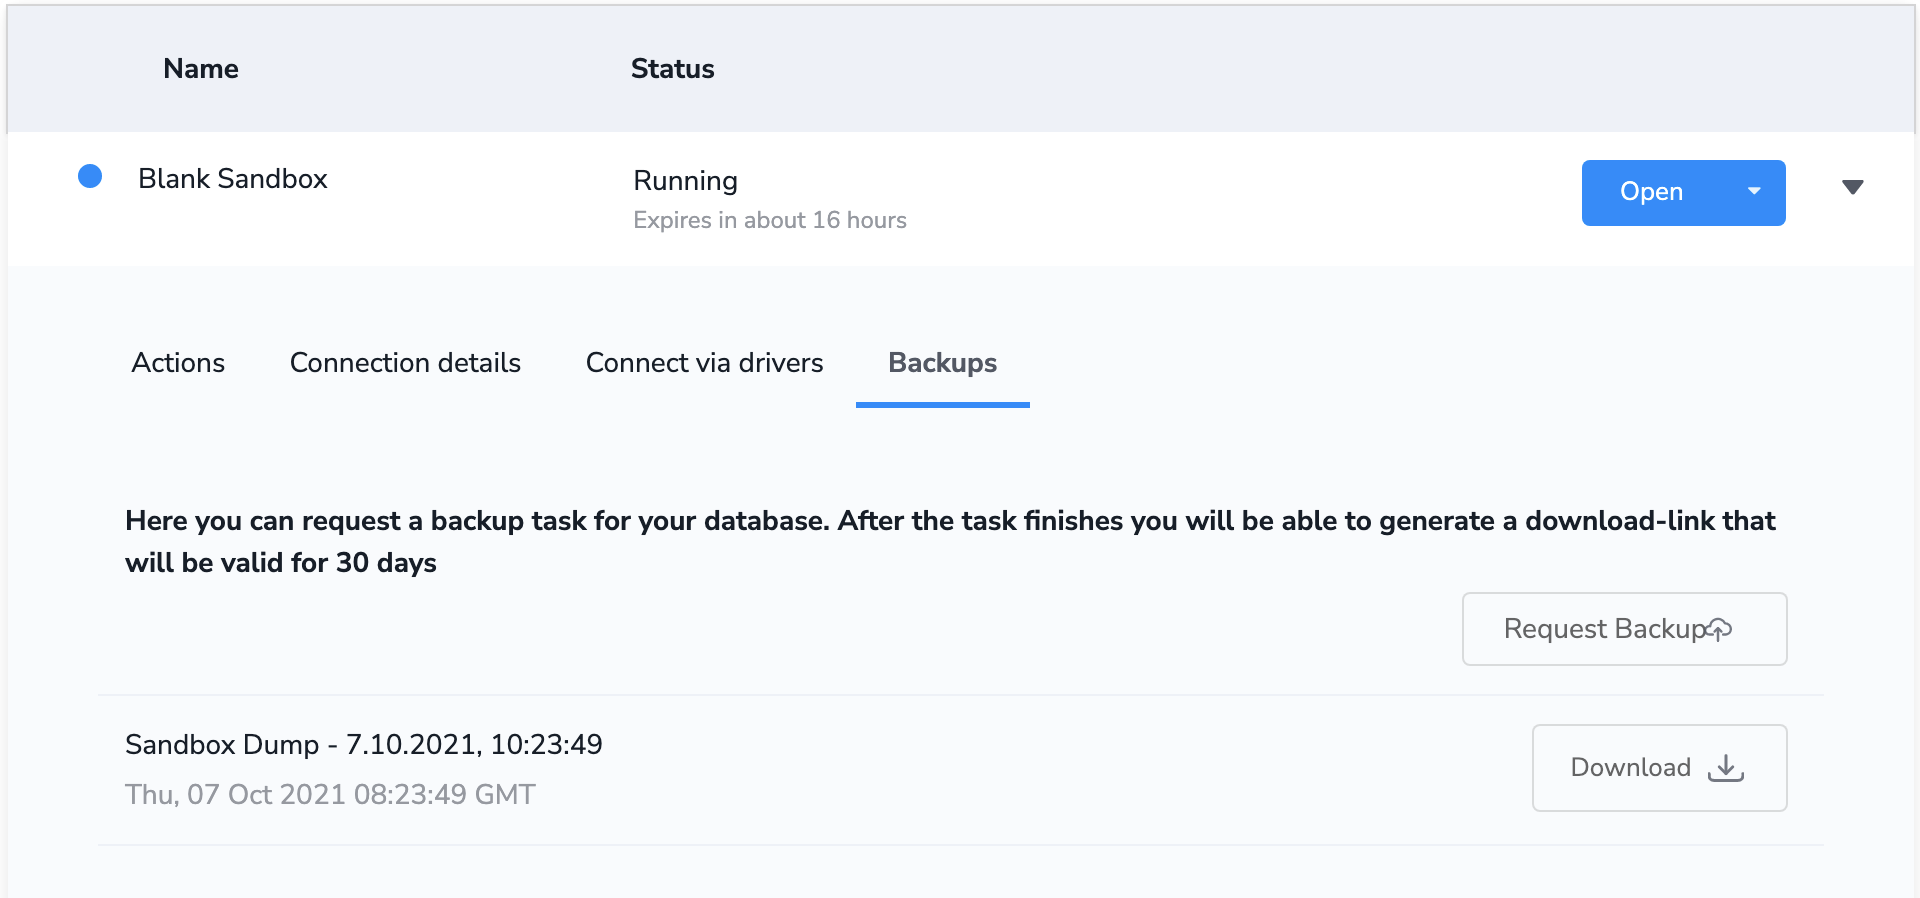 Name Status
Blank Sandbox Running Open
Expires in about 16 hours
Actions Connection details Connect via drivers Backups
Here you can request a backup task for your database. After the task finishes you will be able to generate a download-link that
will be valid for 30 days
Request Backup
Sandbox Dump - 7.10.2021, 10:23:49
Download
Thu, 07 Oct 2021 08:23:49 GMT